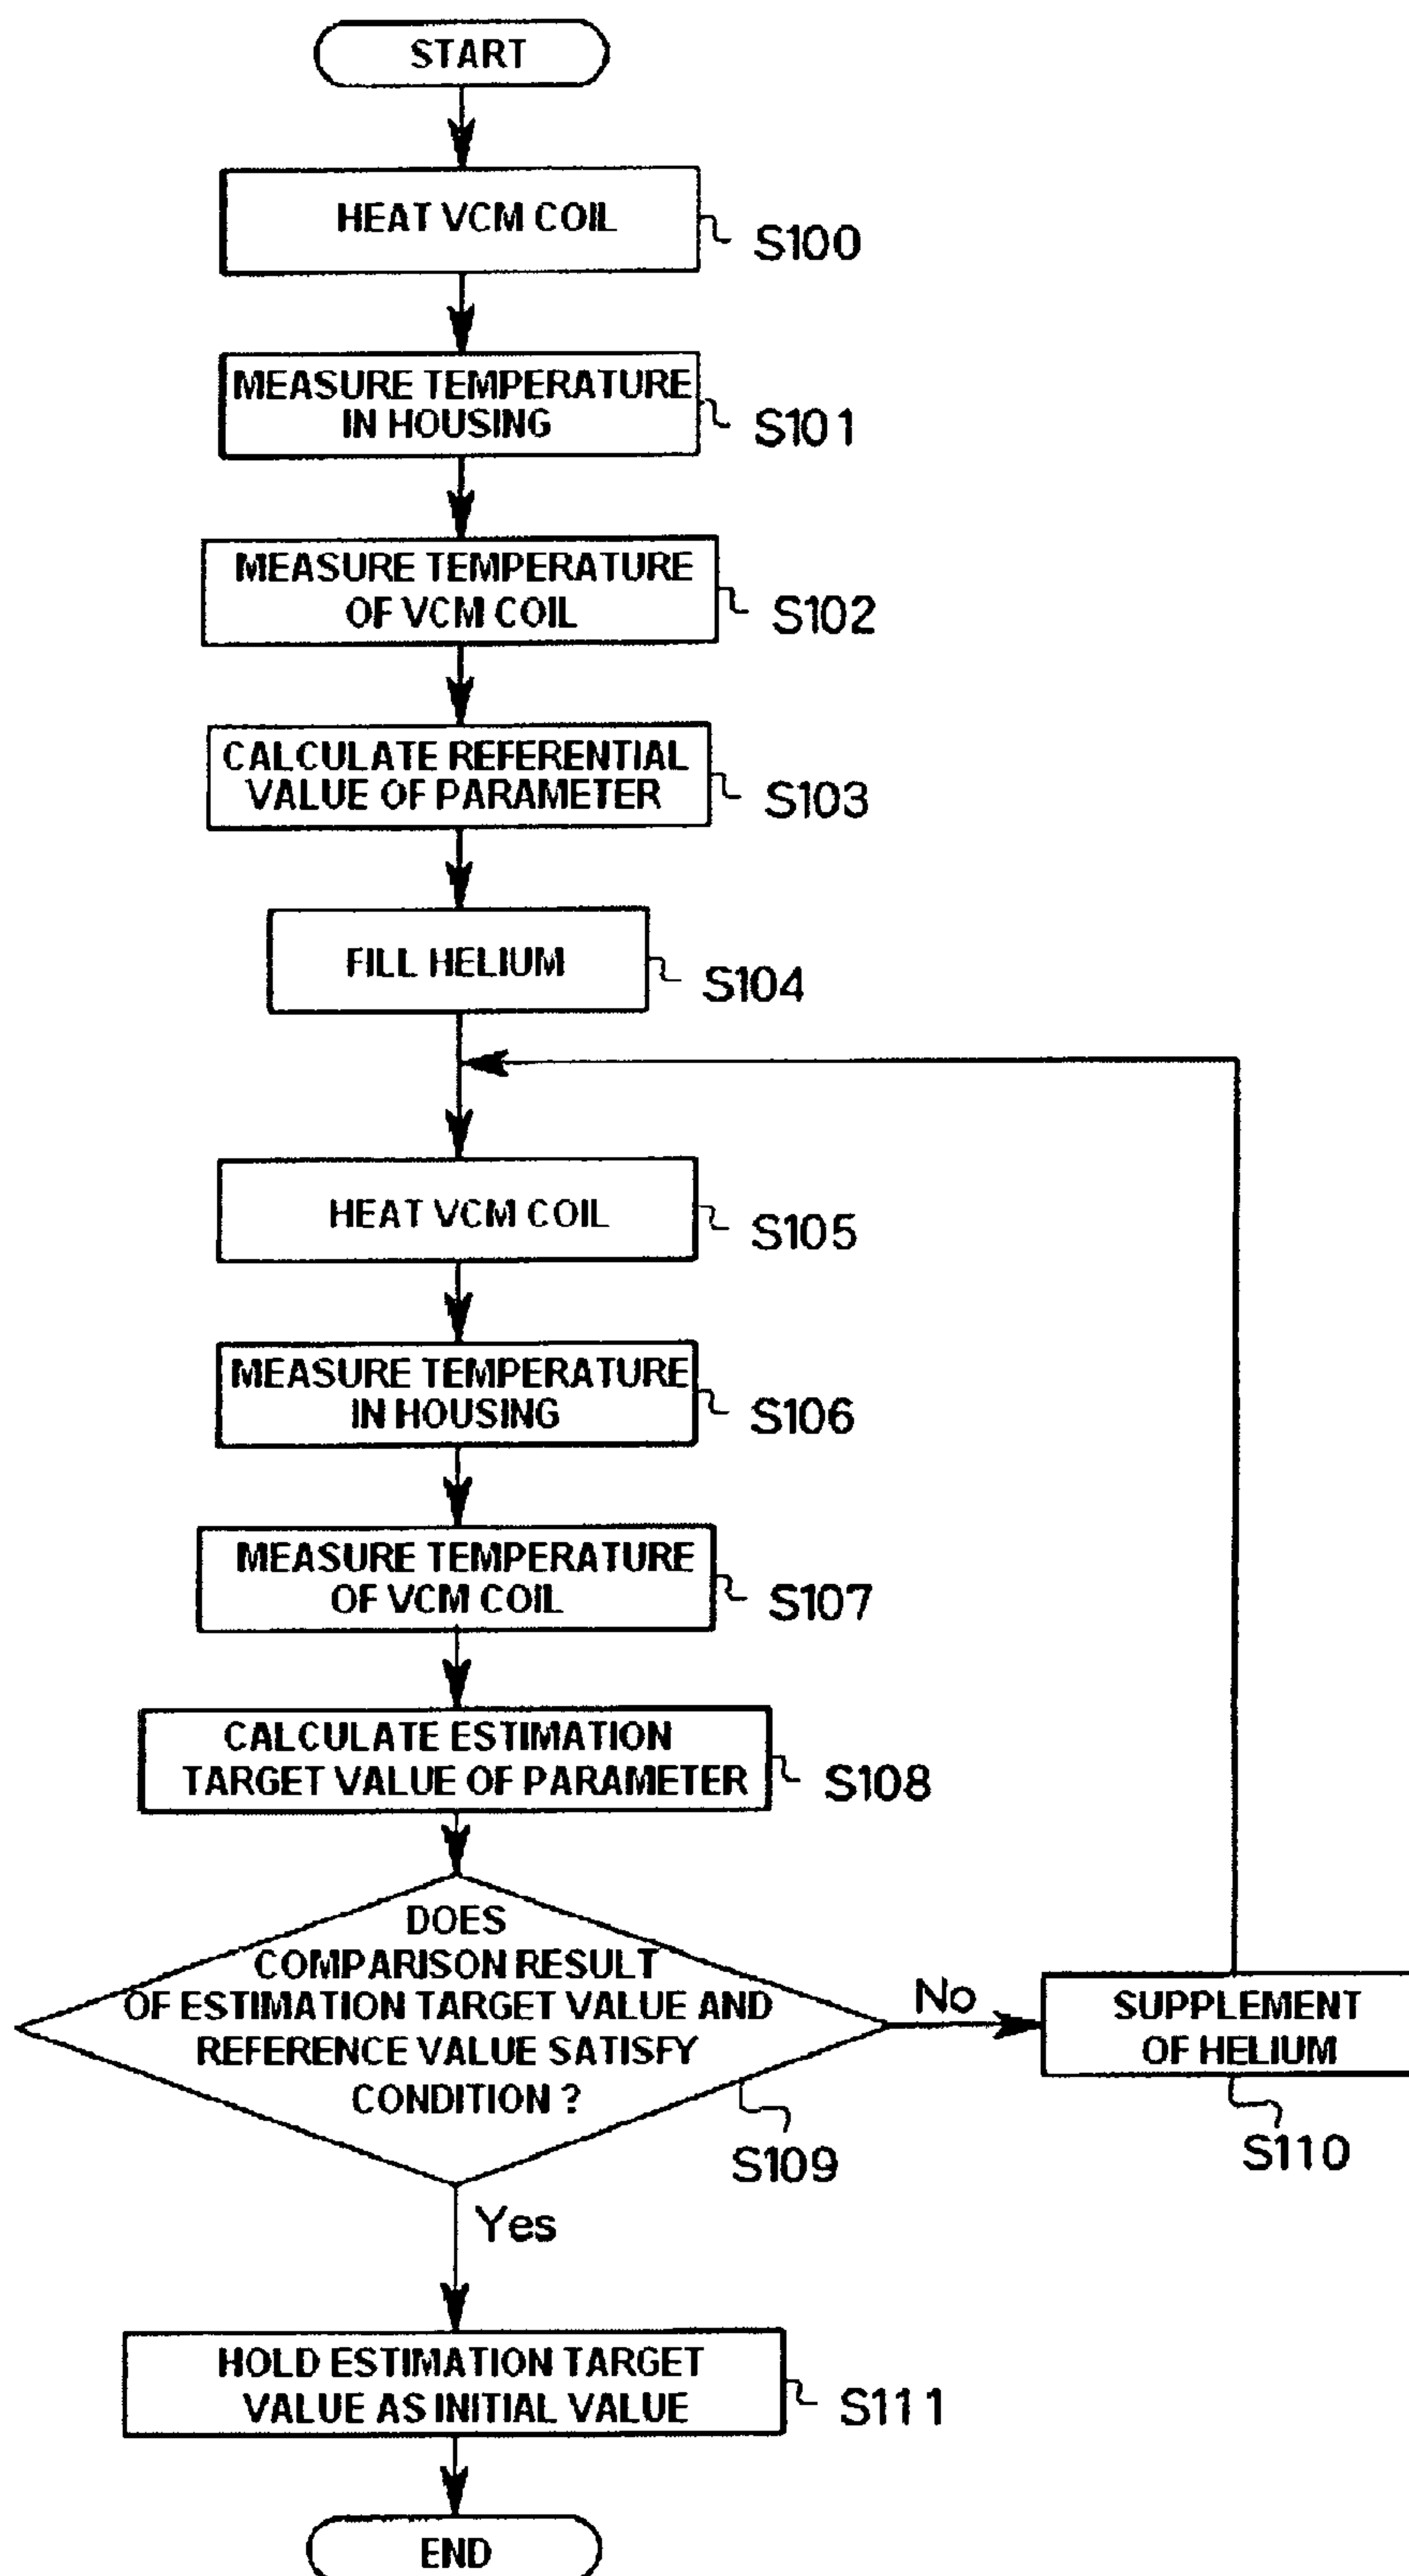 START
HEAT VCM COIL
S100
MEASURE TEMPERATURE
IN HOUSING
S101
MEASURE TEMPERATURE
OF VCM COIL
S102
CALCULATE REFERENTIAL
VALUE OF PARAMETER
S103
FILL HELIUM
S104
HEAT VCM COIL
S105
MEASURE TEMPERATURE
IN HOUSING
S106
MEASURE TEMPERATURE
OF VCM COIL
S107
CALCULATE ESTIMATION
TARGET VALUE OF PARAMETER
S108
DOES
COMPARISON RESULT
OF ESTIMATION TARGET VALUE AND
REFERENCE VALUE SATISFY
CONDITION ?
S109
No
SUPPLEMENT
OF HELIUM
S110
Yes
HOLD ESTIMATION TARGET
VALUE AS INITIAL VALUE
S111
END